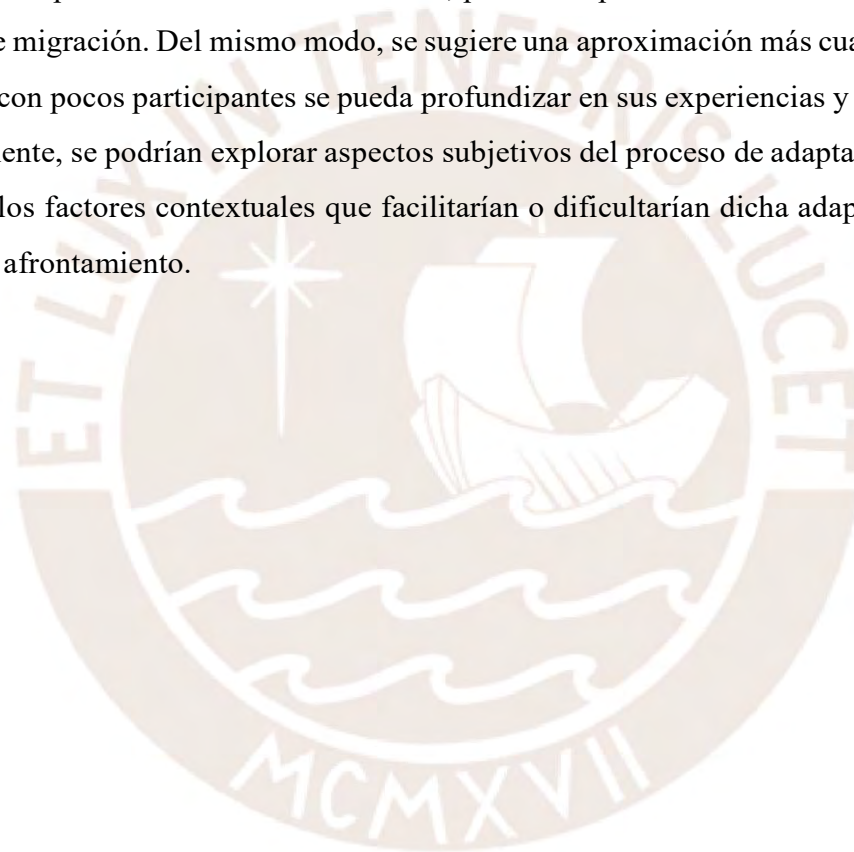 e migración. Del mismo modo, se sugiere una aproximación más cua
con pocos participantes se pueda profundizar en sus experiencias y
ente, se podrían explorar aspectos subjetivos del proceso de adapta
los factores contextuales que facilitarían o dificultarían dicha adap
afrontamiento.
ET LUX IN TENEBRIS LUCET
MCMXVII